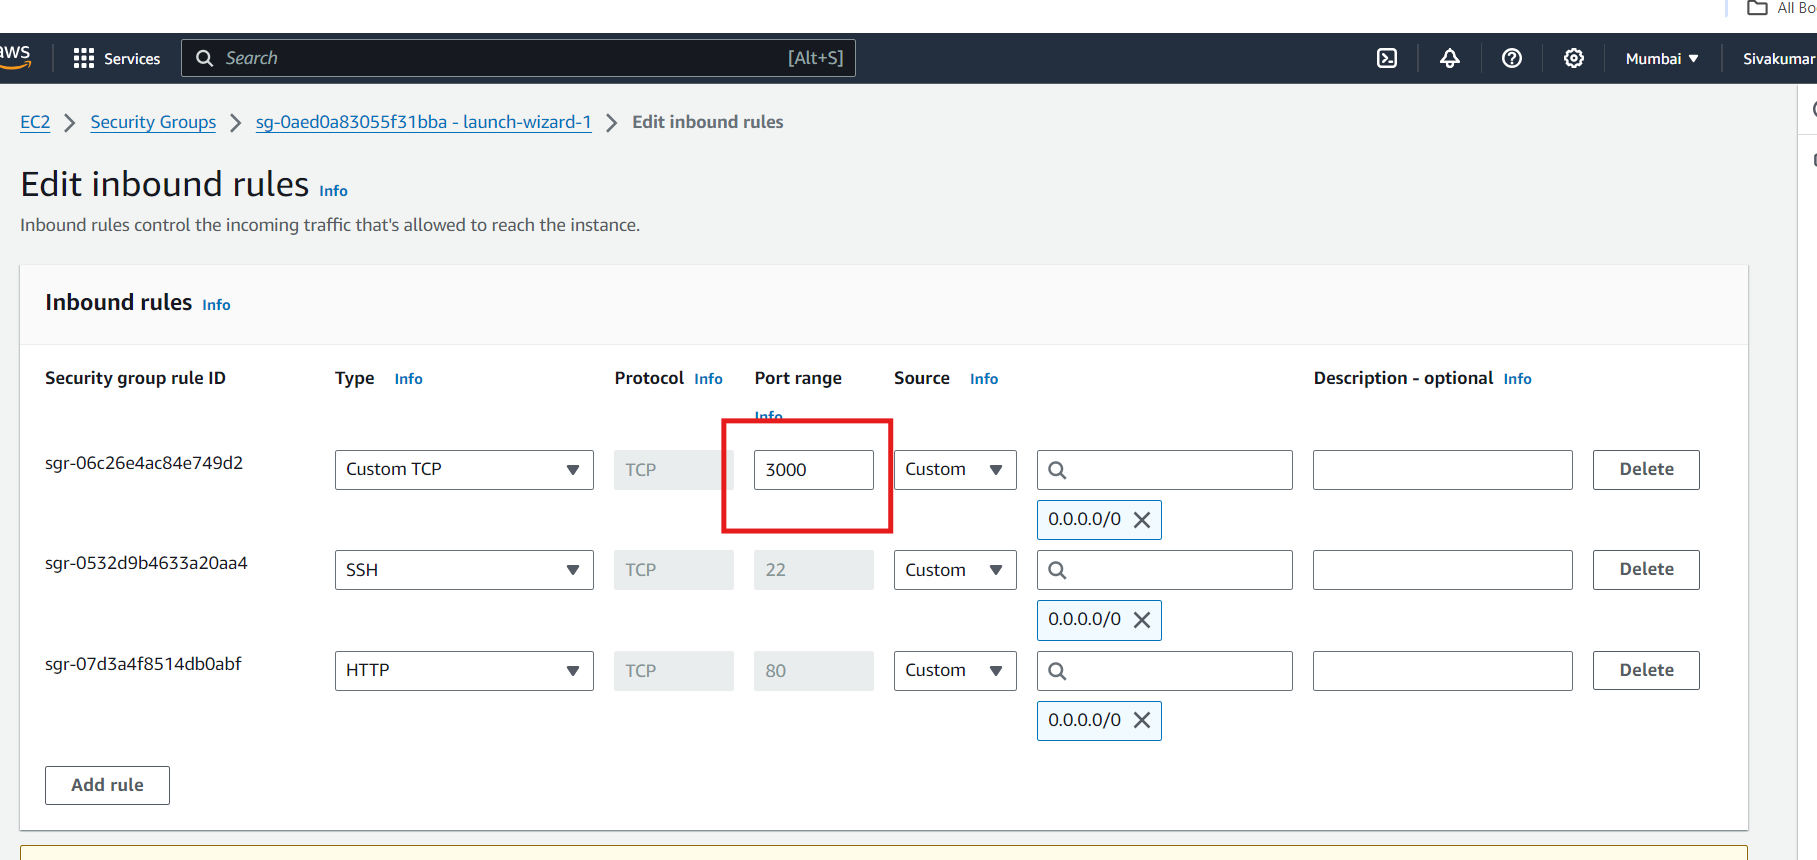 All Bo
aws
Services
Search
[Alt+S]
Mumbai
Sivakumar
EC2
Security Groups
sg-0aed0a83055f31bba - launch-wizard-1
Edit inbound rules
Edit inbound rules Info
Inbound rules control the incoming traffic that's allowed to reach the instance.
Inbound rules Info
Security group rule ID
Type Info
Protocol Info
Port range
Info
Source Info
Description - optional Info
sgr-06c26e4ac84e749d2
Custom TCP
TCP
3000
Custom
Delete
0.0.0.0/0
sgr-0532d9b4633a20aa4
SSH
TCP
22
Custom
Delete
0.0.0.0/0
sgr-07d3a4f8514db0abf
HTTP
TCP
80
Custom
Delete
0.0.0.0/0
Add rule